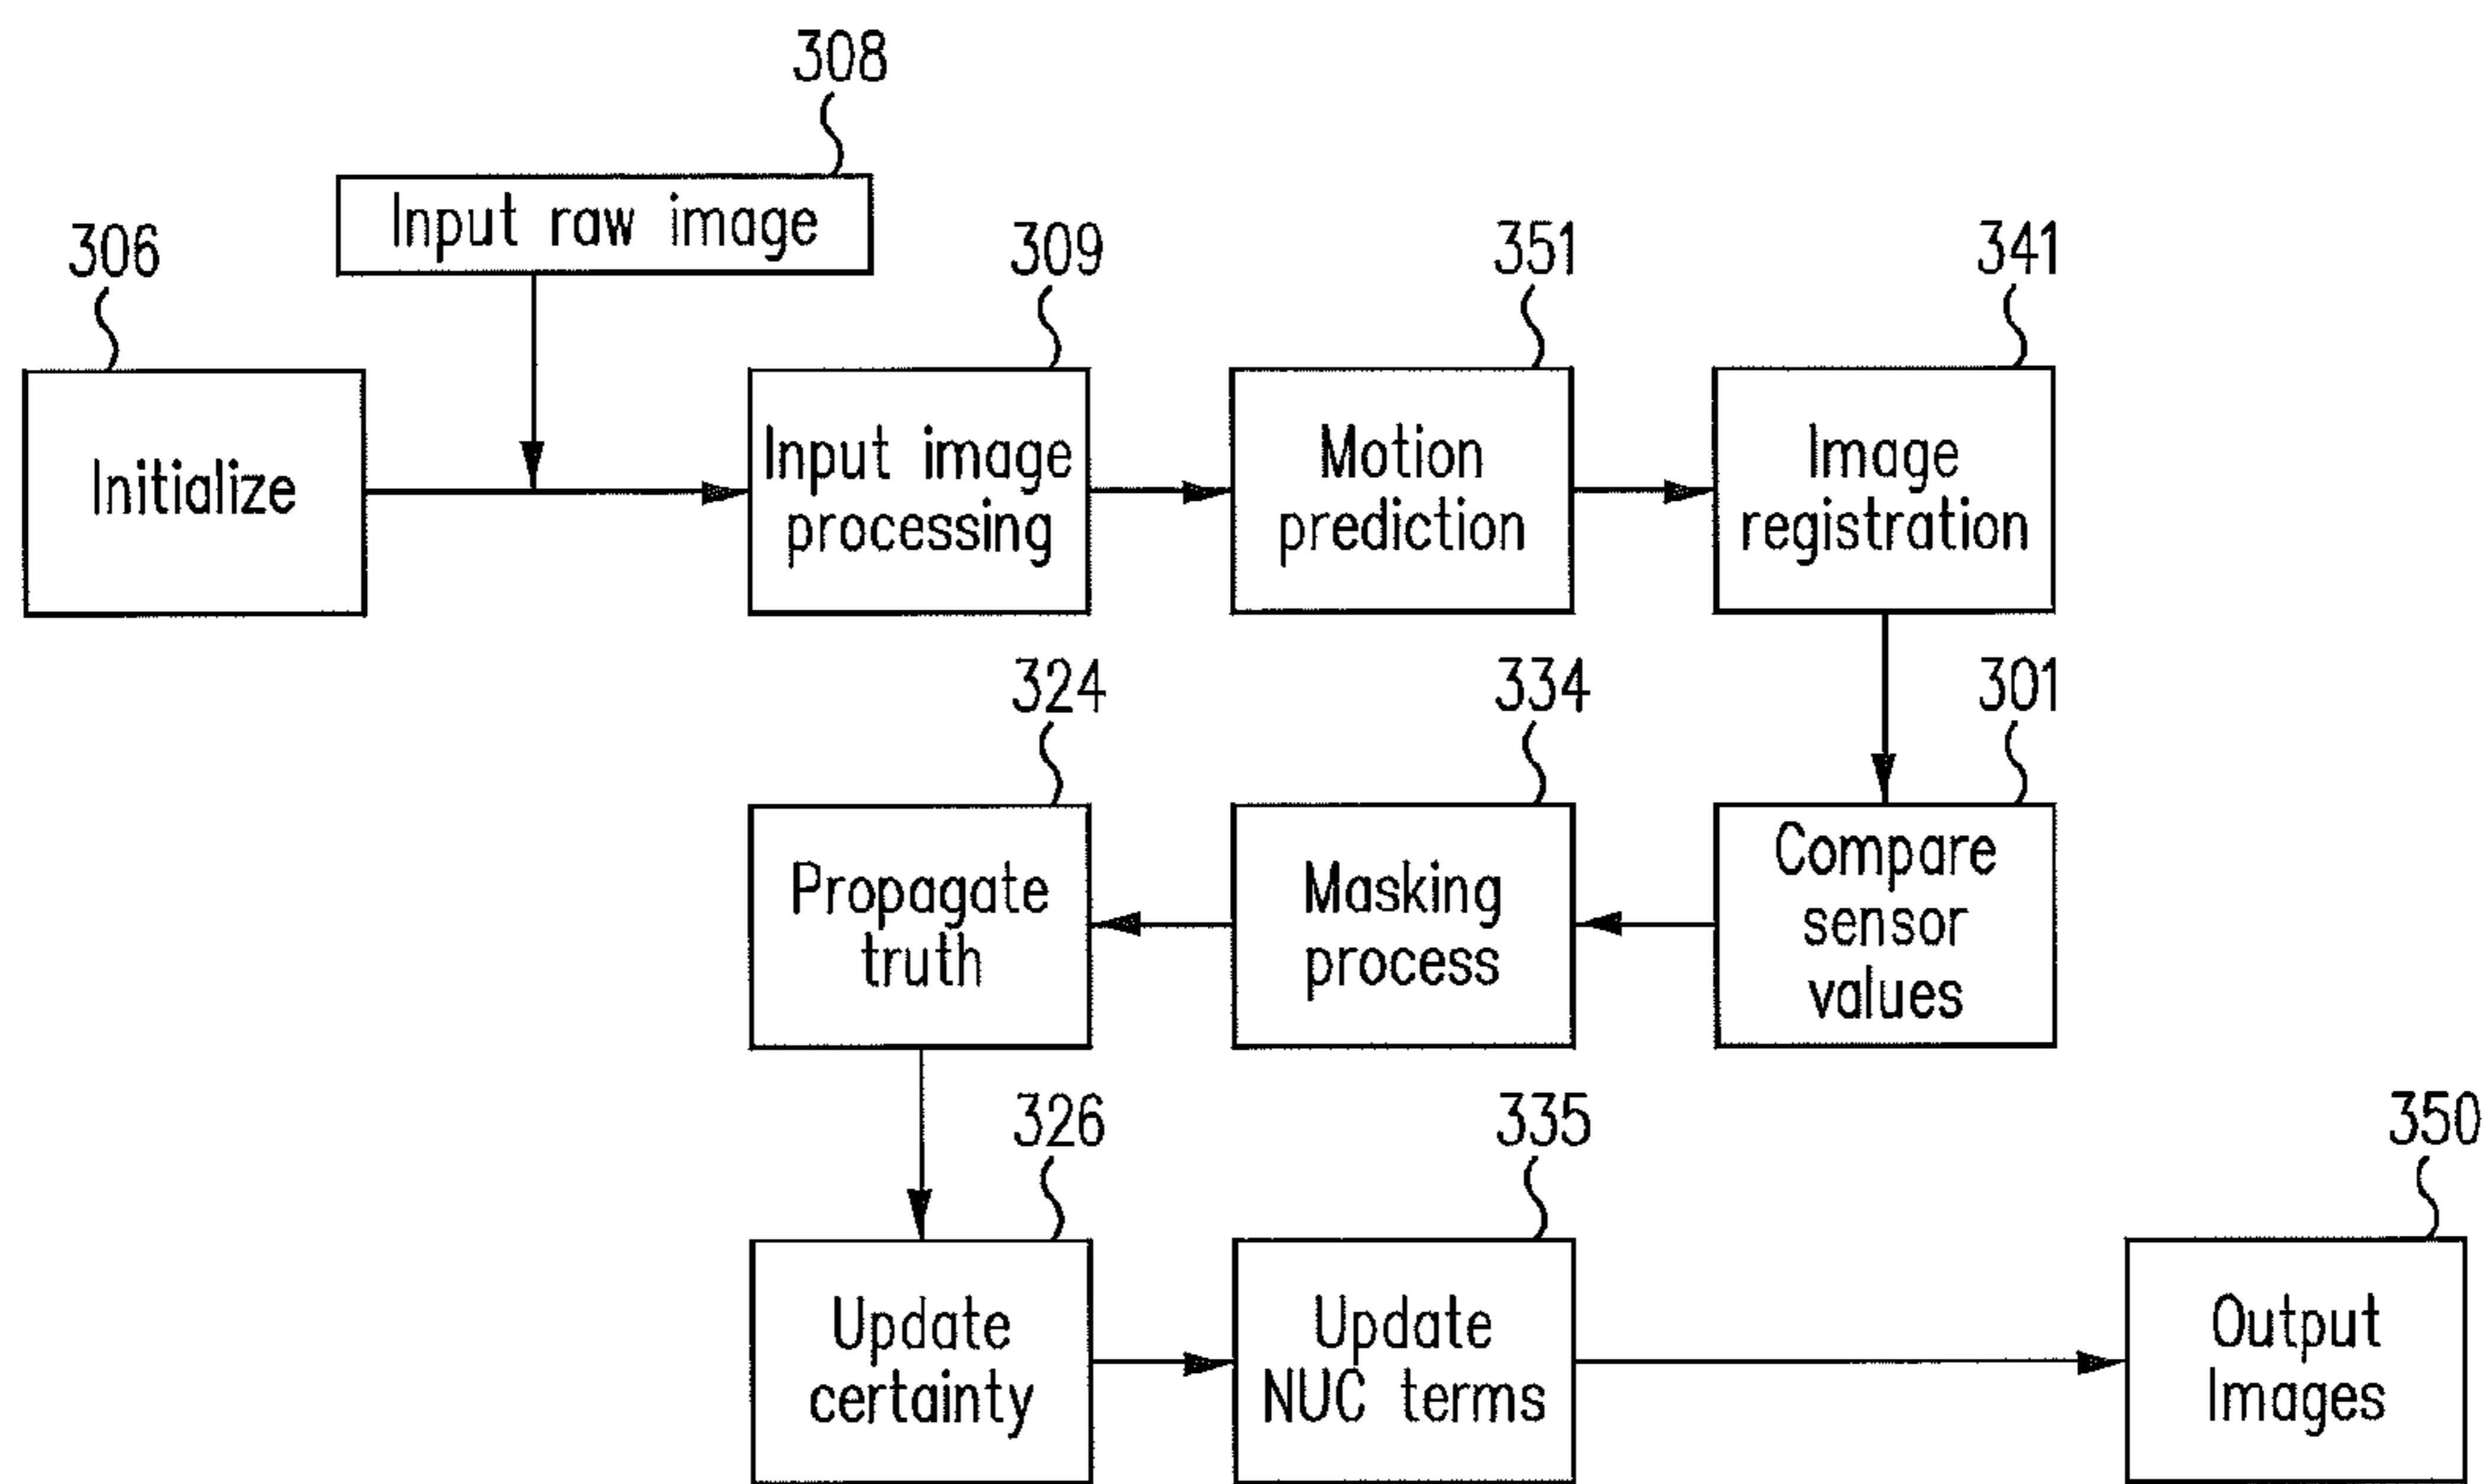 308
Input raw image
306
309
351
341
Initialize
Input image
processing
Motion
prediction
Image
registration
324
334
301
Propagate
truth
Masking
process
Compare
sensor
values
326
335
350
Update
certainty
Update
NUC terms
Output
Images